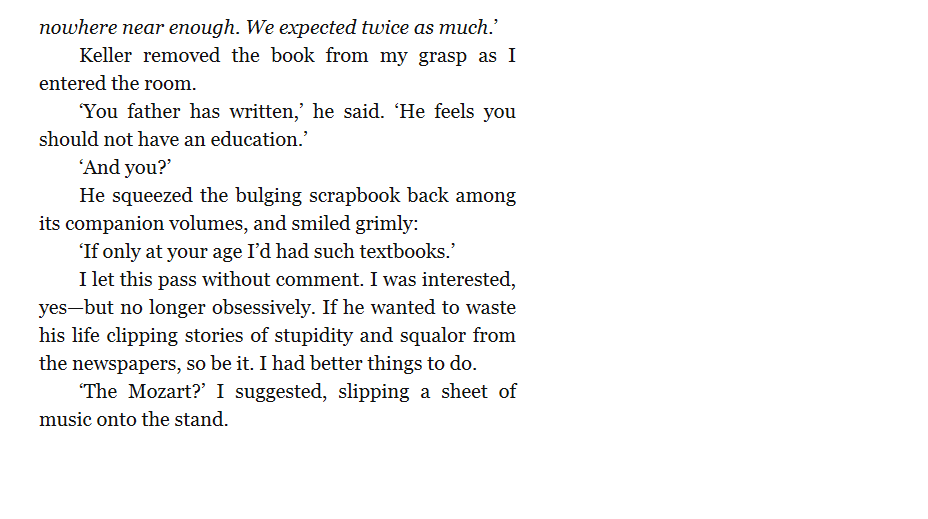 nowhere near enough. We expected twice as much.’
Keller removed the book from my grasp as I
entered the room.
‘You father has written,’ he said. ‘He feels you
should not have an education.’
‘And you?’
He squeezed the bulging scrapbook back among
its companion volumes, and smiled grimly:
‘If only at your age I’d had such textbooks.’
I let this pass without comment. I was interested,
yes—but no longer obsessively. If he wanted to waste
his life clipping stories of stupidity and squalor from
the newspapers, so be it. I had better things to do.
‘The Mozart?’ I suggested, slipping a sheet of
music onto the stand.